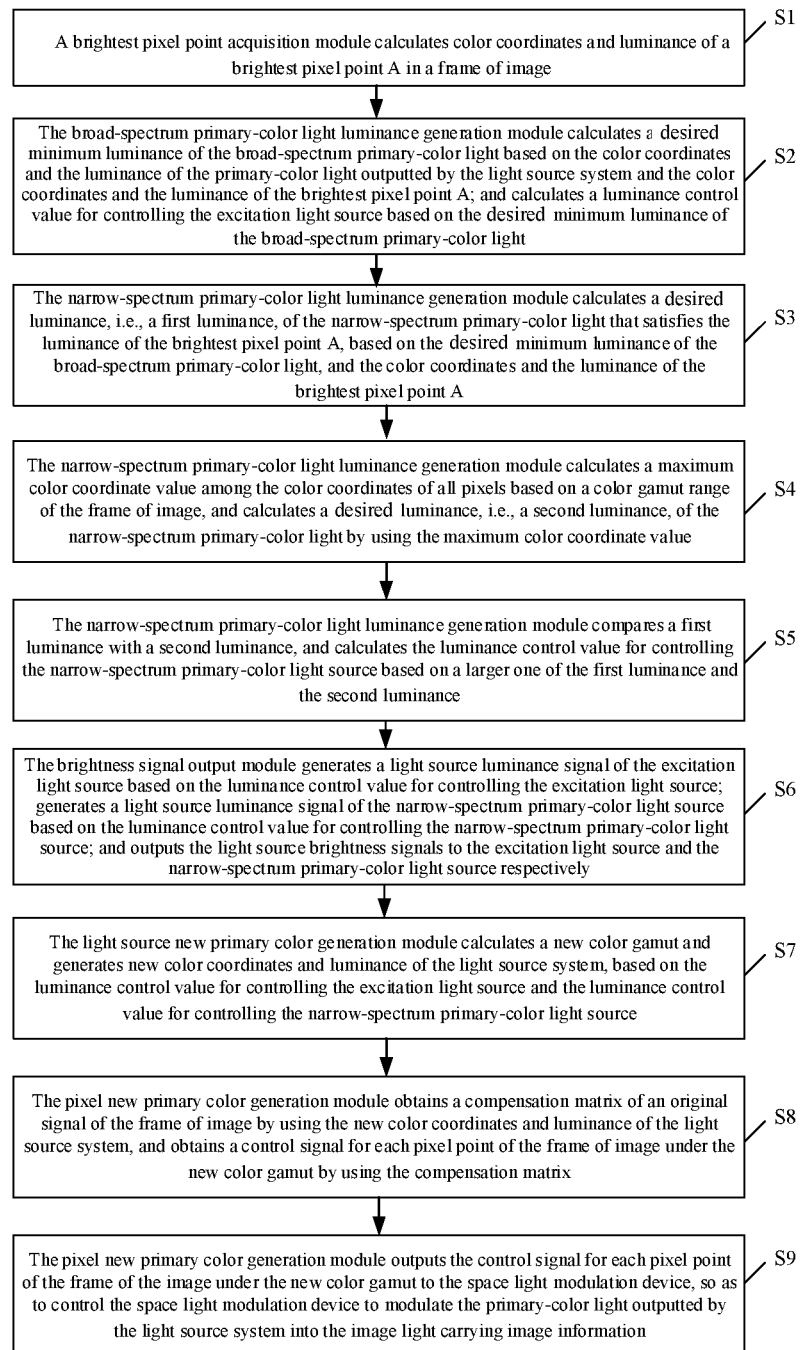 S1
A brightest pixel point acquisition module calculates color coordinates and luminance of a
brightest pixel point A in a frame of image
S2
The broad-spectrum primary-color light luminance generation module calculates a desired
minimum luminance of the broad-spectrum primary-color light based on the color coordinates
and the luminance of the primary-color light outputted by the light source system and the color
coordinates and the luminance of the brightest pixel point A; and calculates a luminance control
value for controlling the excitation light source based on the desired minimum luminance of
the broad-spectrum primary-color light
S3
The narrow-spectrum primary-color light luminance generation module calculates a desired
luminance, i.e., a first luminance, of the narrow-spectrum primary-color light that satisfies the
luminance of the brightest pixel point A, based on the desired minimum luminance of the
broad-spectrum primary-color light, and the color coordinates and the luminance of the
brightest pixel point A
S4
The narrow-spectrum primary-color light luminance generation module calculates a maximum
color coordinate value among the color coordinates of all pixels based on a color gamut range
of the frame of image, and calculates a desired luminance, i.e., a second luminance, of the
narrow-spectrum primary-color light by using the maximum color coordinate value
S5
The narrow-spectrum primary-color light luminance generation module compares a first
luminance with a second luminance, and calculates the luminance control value for controlling
the narrow-spectrum primary-color light source based on a larger one of the first luminance and
the second luminance
S6
The brightness signal output module generates a light source luminance signal of the excitation
light source based on the luminance control value for controlling the excitation light source;
generates a light source luminance signal of the narrow-spectrum primary-color light source
based on the luminance control value for controlling the narrow-spectrum primary-color light
source; and outputs the light source brightness signals to the excitation light source and the
narrow-spectrum primary-color light source respectively
S7
The light source new primary color generation module calculates a new color gamut and
generates new color coordinates and luminance of the light source system, based on the
luminance control value for controlling the excitation light source and the luminance control
value for controlling the narrow-spectrum primary-color light source
S8
The pixel new primary color generation module obtains a compensation matrix of an original
signal of the frame of image by using the new color coordinates and luminance of the light
source system, and obtains a control signal for each pixel point of the frame of image under the
new color gamut by using the compensation matrix
S9
The pixel new primary color generation module outputs the control signal for each pixel point
of the frame of the image under the new color gamut to the space light modulation device, so as
to control the space light modulation device to modulate the primary-color light outputted by
the light source system into the image light carrying image information